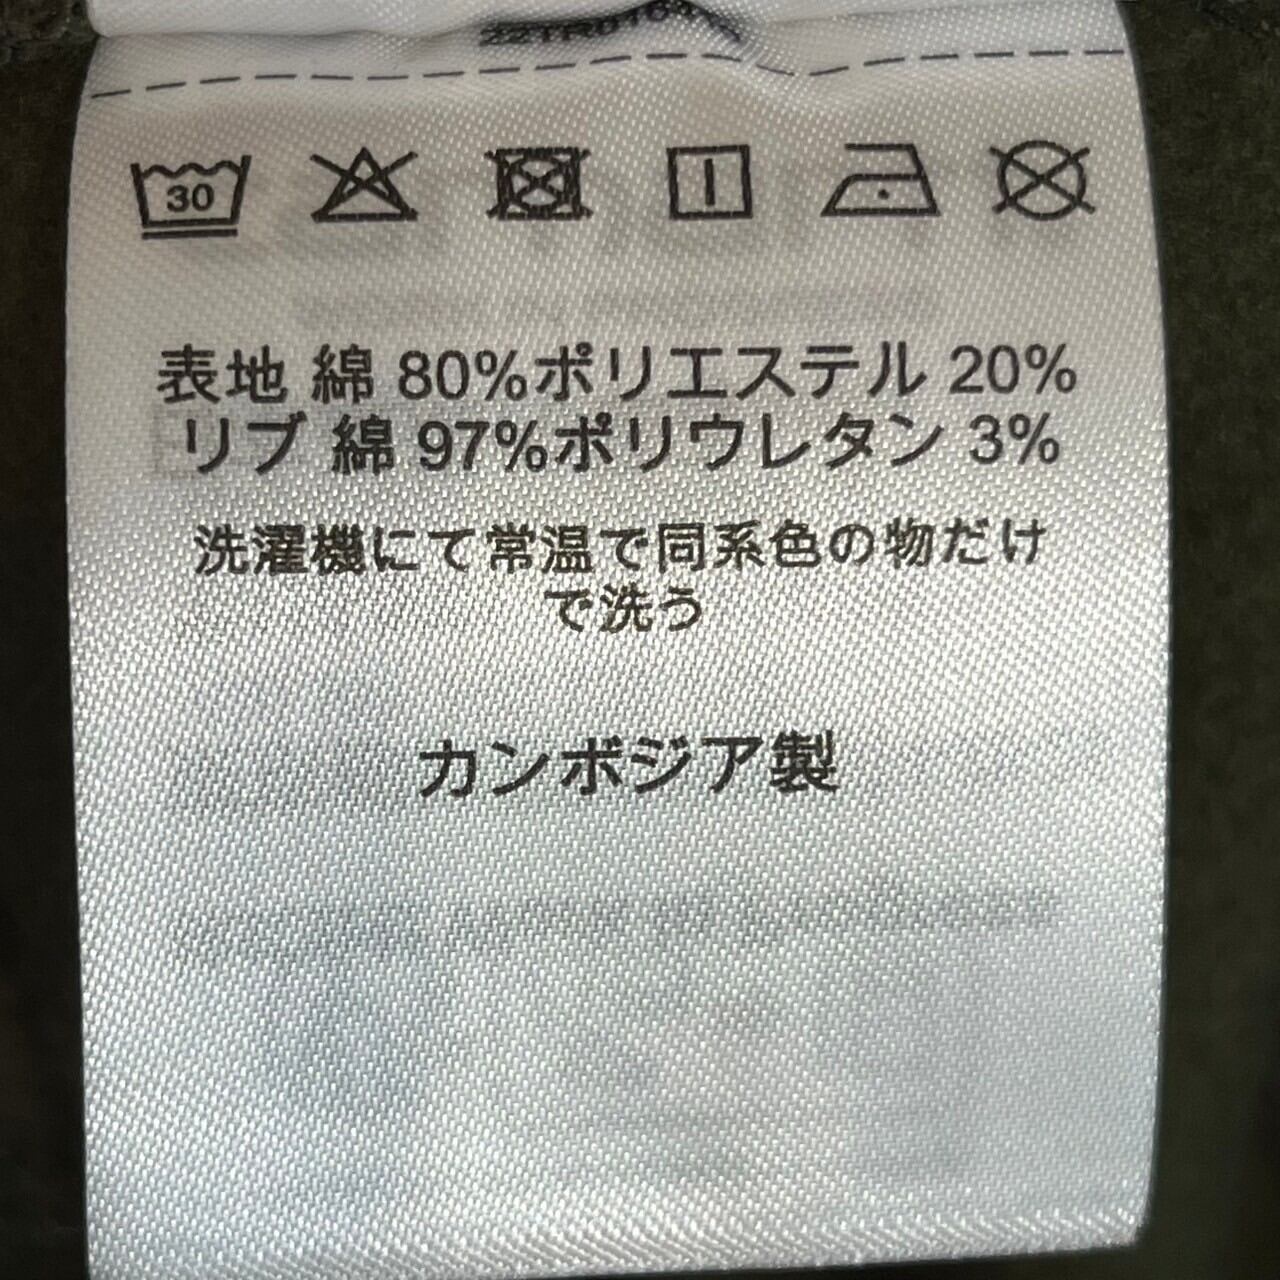 30
表地 綿 80%ポリエステル 20%
リブ 綿 97%ポリウレタン 3%
洗濯機にて常温で同系色の物だけ
で洗う
カンボジア製